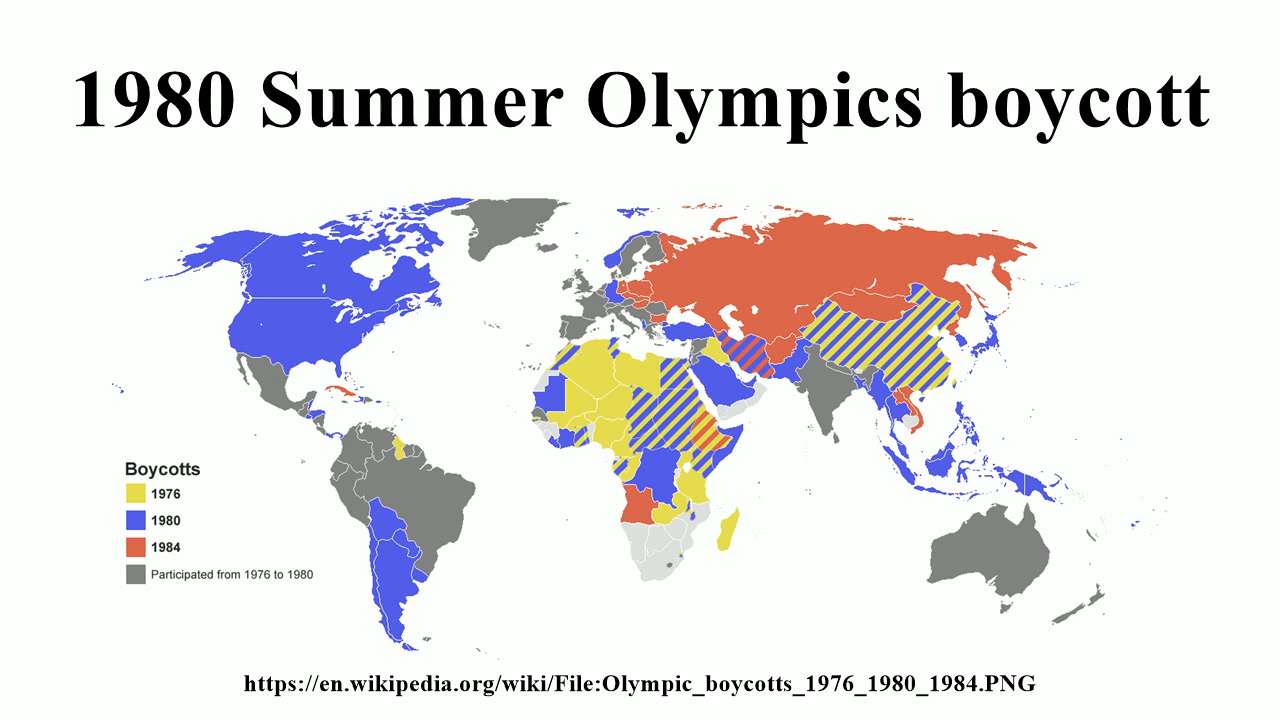 1980 Summer Olympics boycott
Boycotts
1976
1980
1984
Participated from 1976 to 1980
https://en.wikipedia.org/wiki/File:Olympic_boycotts_1976_1980_1984.PNG